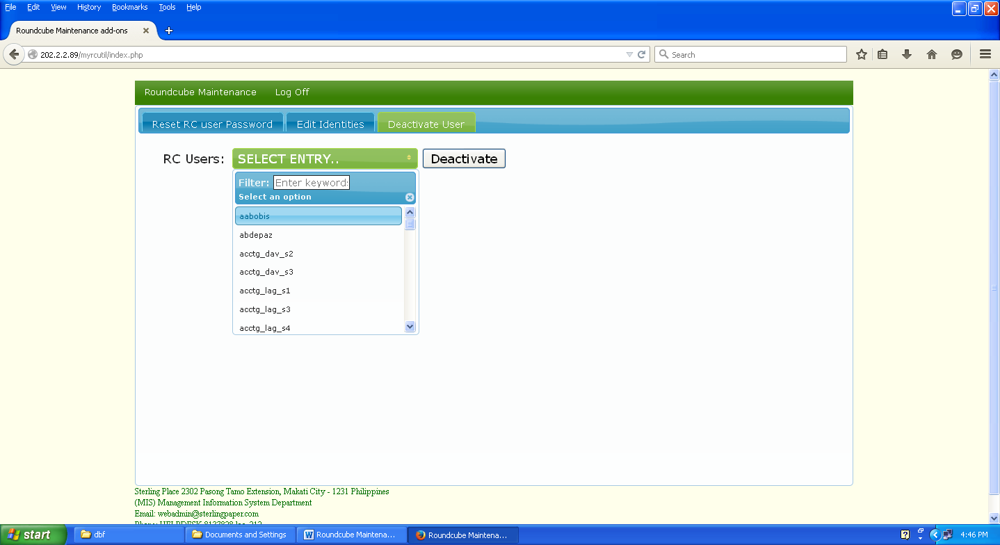 File Edit View History Bookmarks Tools Help
Roundcube Maintenance add-ons
202.2.2.89/myrcutil/index.php
Search
Roundcube Maintenance Log Off
Reset RC user Password Edit Identities Deactivate User
RC Users: SELECT ENTRY.. Deactivate
Filter: Enter keywords
Select an option
aabobis
abdepaz
acctg_dav_s2
acctg_dav_s3
acctg_lag_s1
acctg_lag_s3
acctg_lag_s4
Sterling Place 2302 Pasong Tamo Extension, Makati City - 1231 Philippines
(MIS) Management Information System Department
Email: webadmin@sterlingpaper.com
Phone: HELPDESK 8137828 loc. 212
start dbf Documents and Settings Roundcube Maintena... Roundcube Maintena... 4:46 PM